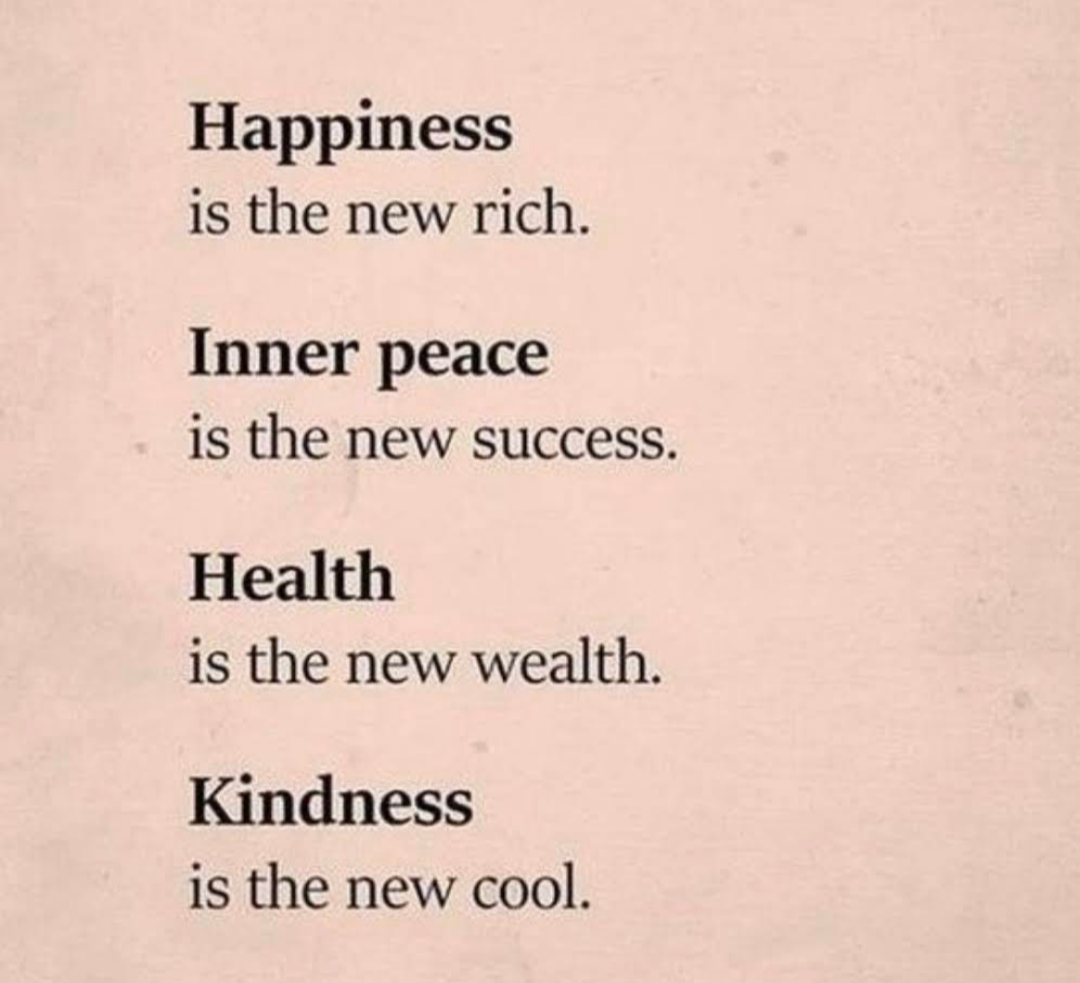 Happiness
is the new rich.
Inner peace
is the new success.
Health
is the new wealth.
Kindness
is the new cool.